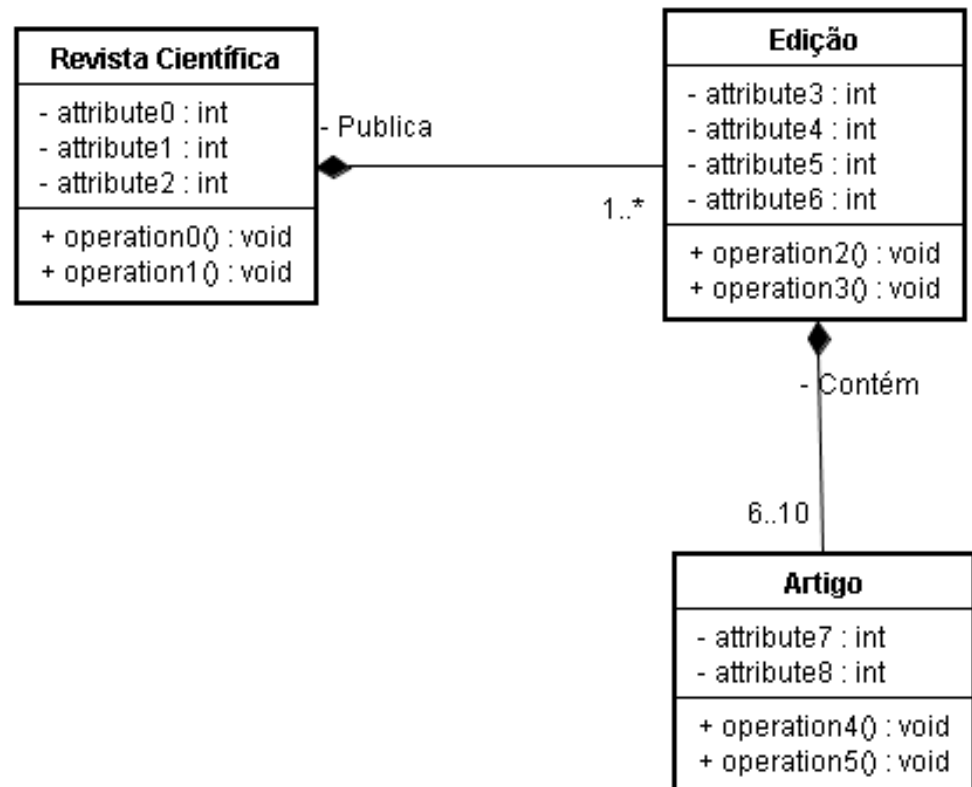 Revista Científica
- attribute0 : int
- attribute1 : int
- attribute2 : int
+ operation0() : void
+ operation1() : void
- Publica
1..*
Edição
- attribute3 : int
- attribute4 : int
- attribute5 : int
- attribute6 : int
+ operation2() : void
+ operation3() : void
- Contém
6..10
Artigo
- attribute7 : int
- attribute8 : int
+ operation4() : void
+ operation5() : void